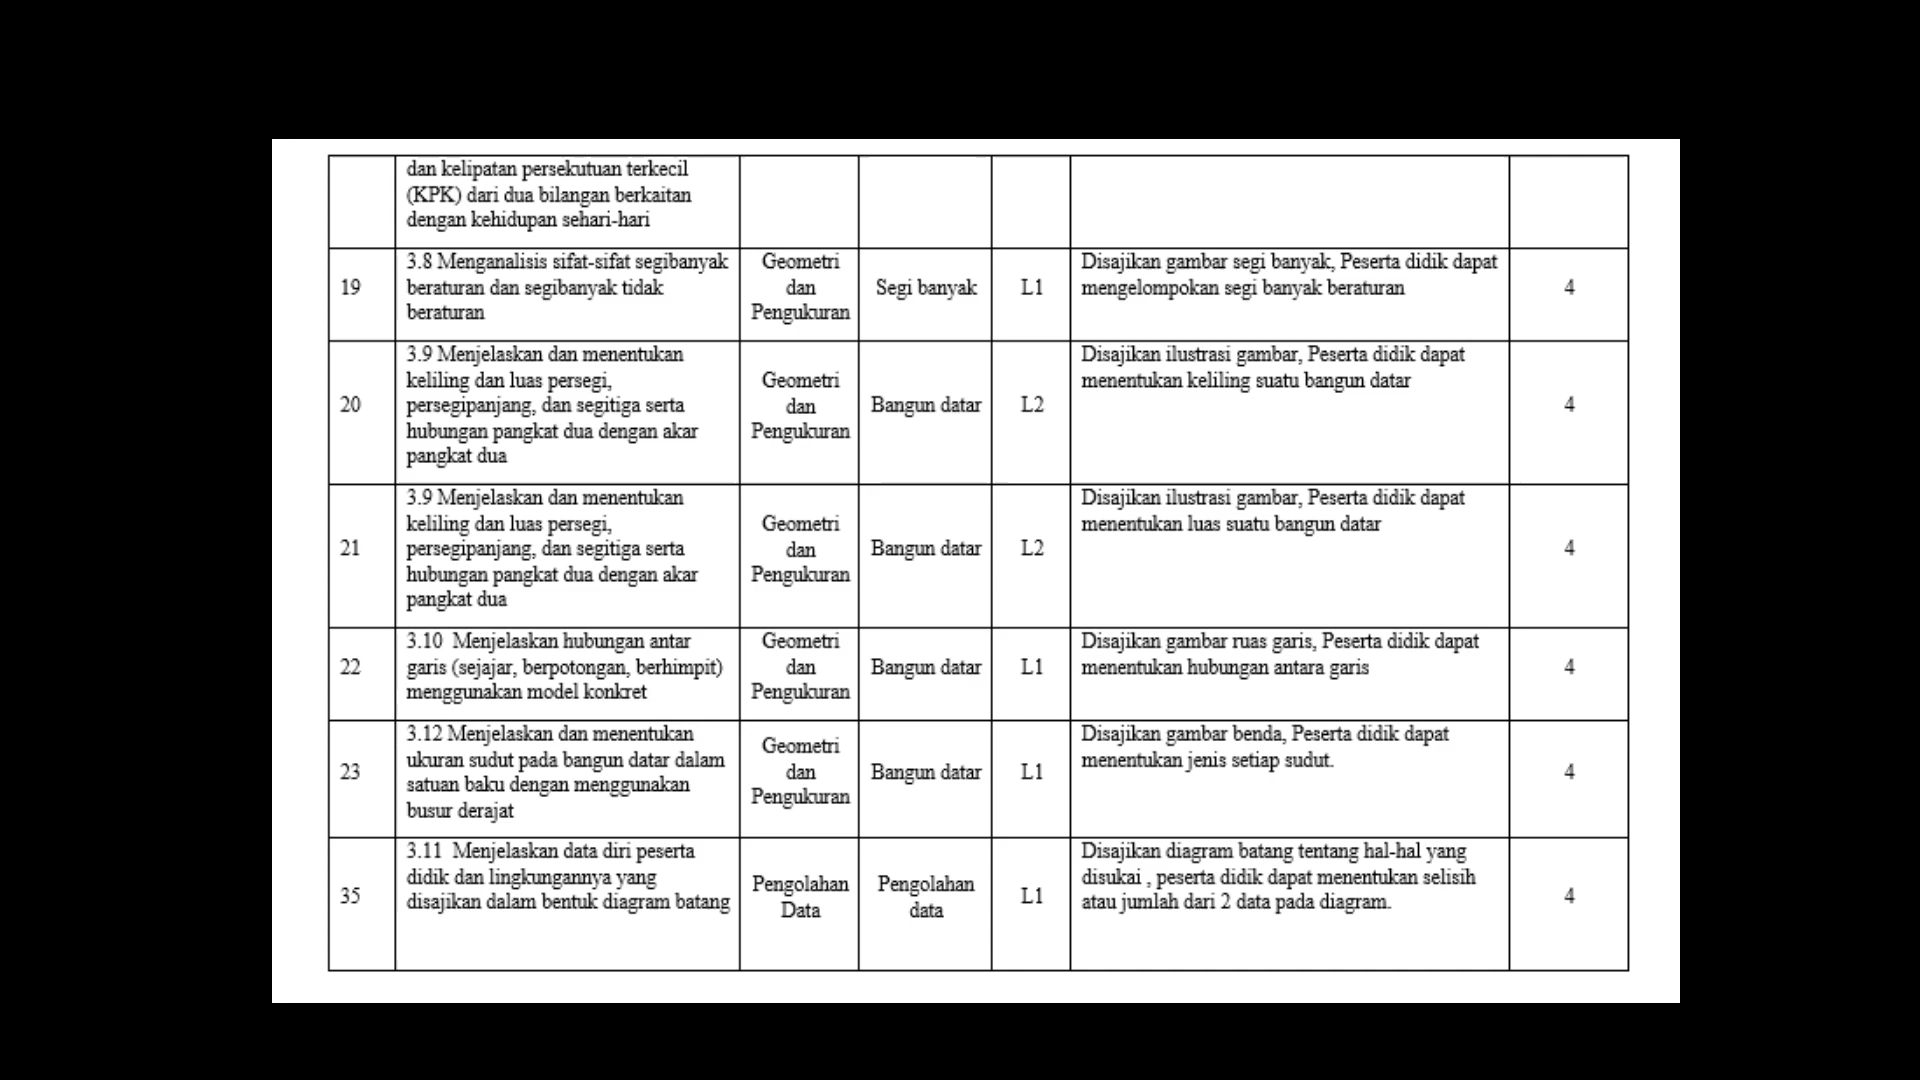 dan kelipatan persekutuan terkecil
(KPK) dari dua bilangan berkaitan
dengan kehidupan sehari-hari
19
3.8 Menganalisis sifat-sifat segibanyak
beraturan dan segibanyak tidak
beraturan
Geometri
dan
Pengukuran
Segi banyak
L1
Disajikan gambar segi banyak, Peserta didik dapat
mengelompokan segi banyak beraturan
4
20
3.9 Menjelaskan dan menentukan
keliling dan luas persegi,
persegipanjang, dan segitiga serta
hubungan pangkat dua dengan akar
pangkat dua
Geometri
dan
Pengukuran
Bangun datar
L2
Disajikan ilustrasi gambar, Peserta didik dapat
menentukan keliling suatu bangun datar
4
21
3.9 Menjelaskan dan menentukan
keliling dan luas persegi,
persegipanjang, dan segitiga serta
hubungan pangkat dua dengan akar
pangkat dua
Geometri
dan
Pengukuran
Bangun datar
L2
Disajikan ilustrasi gambar, Peserta didik dapat
menentukan luas suatu bangun datar
4
22
3.10 Menjelaskan hubungan antar
garis (sejajar, berpotongan, berhimpit)
menggunakan model konkret
Geometri
dan
Pengukuran
Bangun datar
L1
Disajikan gambar ruas garis, Peserta didik dapat
menentukan hubungan antara garis
4
23
3.12 Menjelaskan dan menentukan
ukuran sudut pada bangun datar dalam
satuan baku dengan menggunakan
busur derajat
Geometri
dan
Pengukuran
Bangun datar
L1
Disajikan gambar benda, Peserta didik dapat
menentukan jenis setiap sudut.
4
35
3.11 Menjelaskan data diri peserta
didik dan lingkungannya yang
disajikan dalam bentuk diagram batang
Pengolahan
Data
Pengolahan
data
L1
Disajikan diagram batang tentang hal-hal yang
disukai , peserta didik dapat menentukan selisih
atau jumlah dari 2 data pada diagram.
4